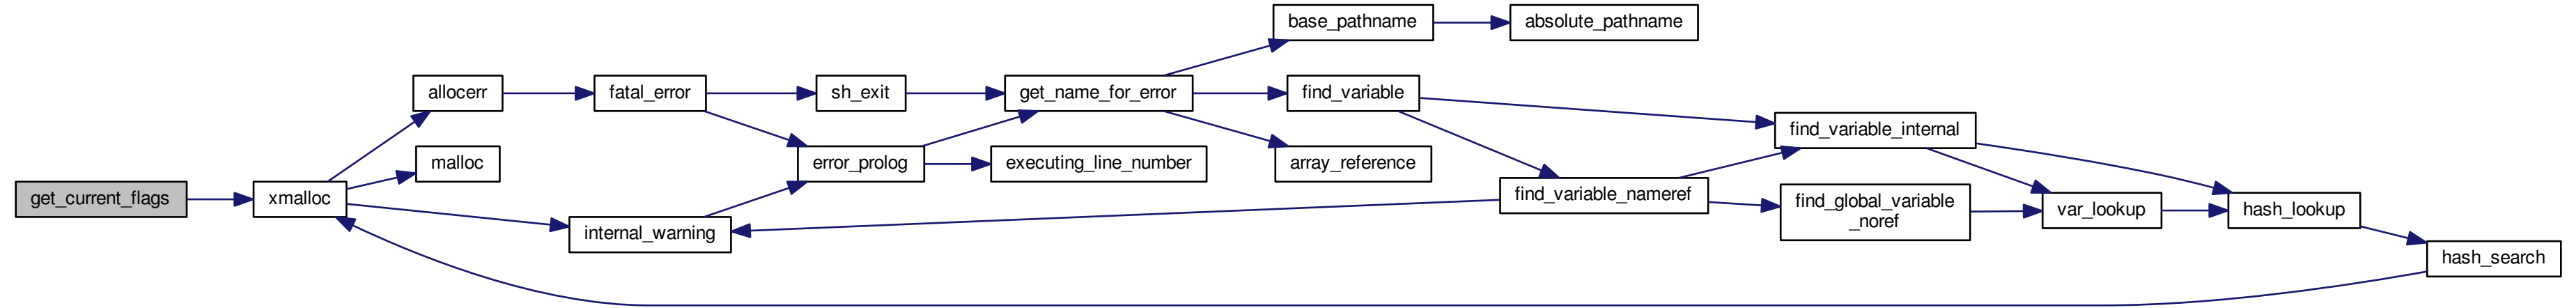 base_pathname
absolute_pathname
allocerr
fatal_error
sh_exit
get_name_for_error
find_variable
find_variable_internal
malloc
error_prolog
executing_line_number
array_reference
get_current_flags
xmalloc
find_variable_nameref
find_global_variable
_noref
var_lookup
hash_lookup
internal_warning
hash_search